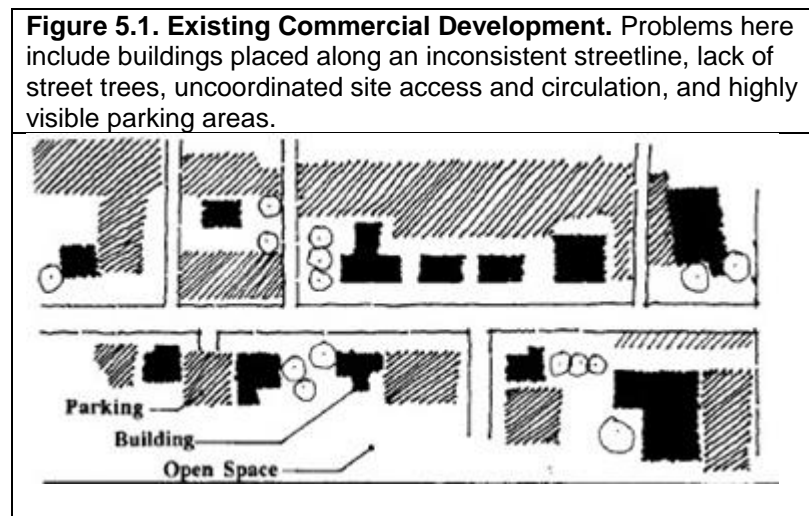 Figure 5.1. Existing Commercial Development. Problems here
include buildings placed along an inconsistent streetline, lack of
street trees, uncoordinated site access and circulation, and highly
visible parking areas.
Parking
Building
Open Space